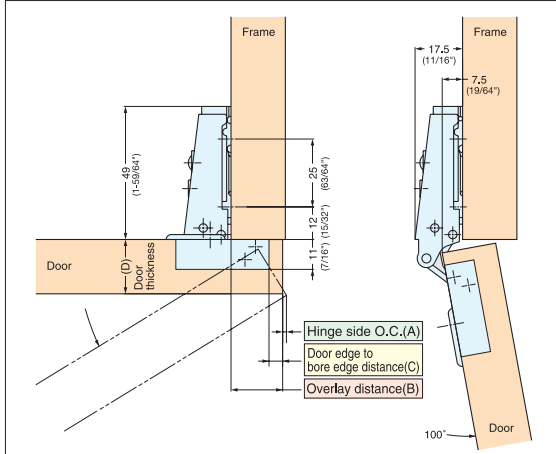 Frame
Frame
17.5
(11/16")
7.5
(19/64")
49
(1-59/64")
25
(63/64")
12
(15/32")
11
(7/16")
Door
(D)
Door
thickness
Hinge side O.C.(A)
Door edge to
bore edge distance(C)
Overlay distance(B)
100°
Door